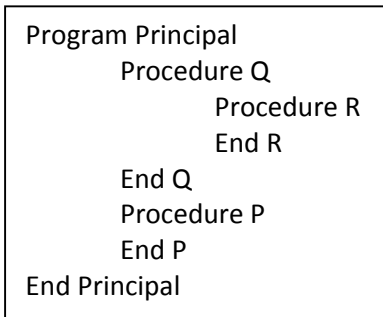 Program Principal
Procedure Q
Procedure R
End R
End Q
Procedure P
End P
End Principal